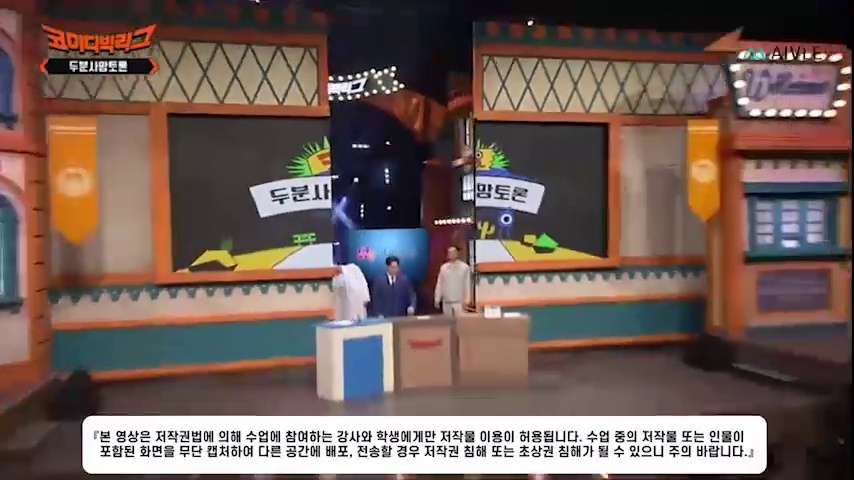 코미디빅리그
두분사망토론
AIVLE
두분사
망토론
『본 영상은 저작권법에 의해 수업에 참여하는 강사와 학생에게만 저작물 이용이 허용됩니다. 수업 중의 저작물 또는 인물이
포함된 화면을 무단 캡처하여 다른 공간에 배포, 전송할 경우 저작권 침해 또는 초상권 침해가 될 수 있으니 주의 바랍니다.』